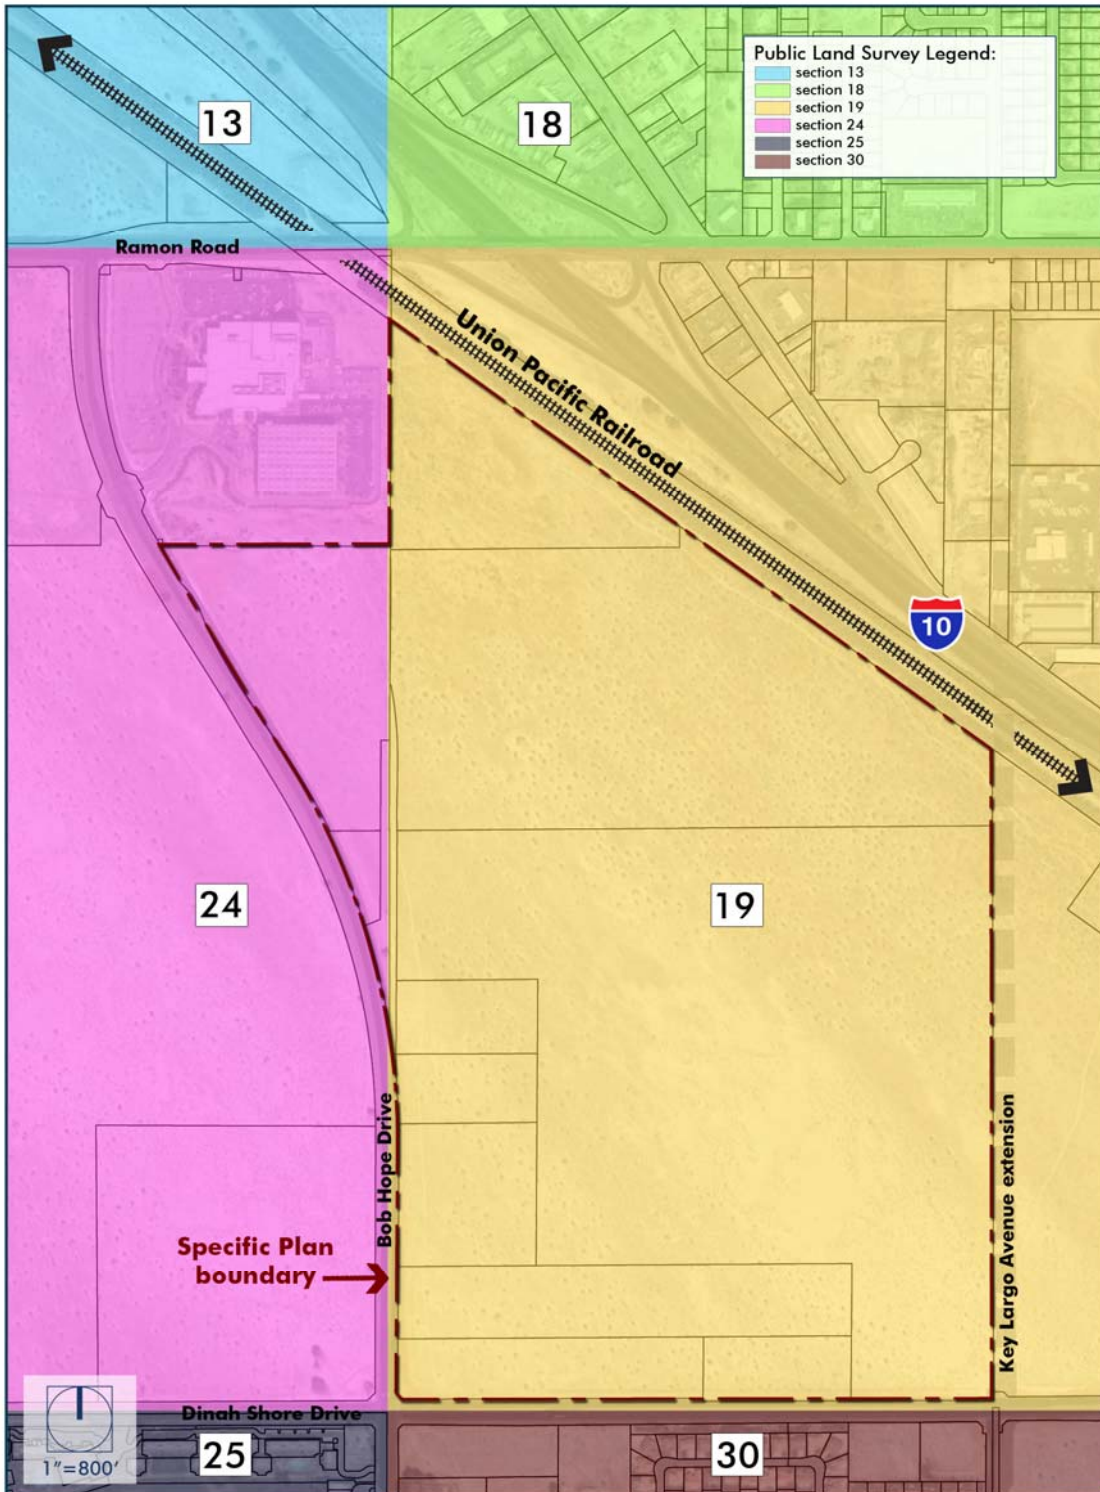 Public Land Survey Legend:
section 13
section 18
section 19
section 24
section 25
section 30
13
18
Ramon Road
Union Pacific Railroad
10
24
19
Bob Hope Drive
Key Largo Avenue extension
Specific Plan
boundary
Dinah Shore Drive
1"=800'
25
30